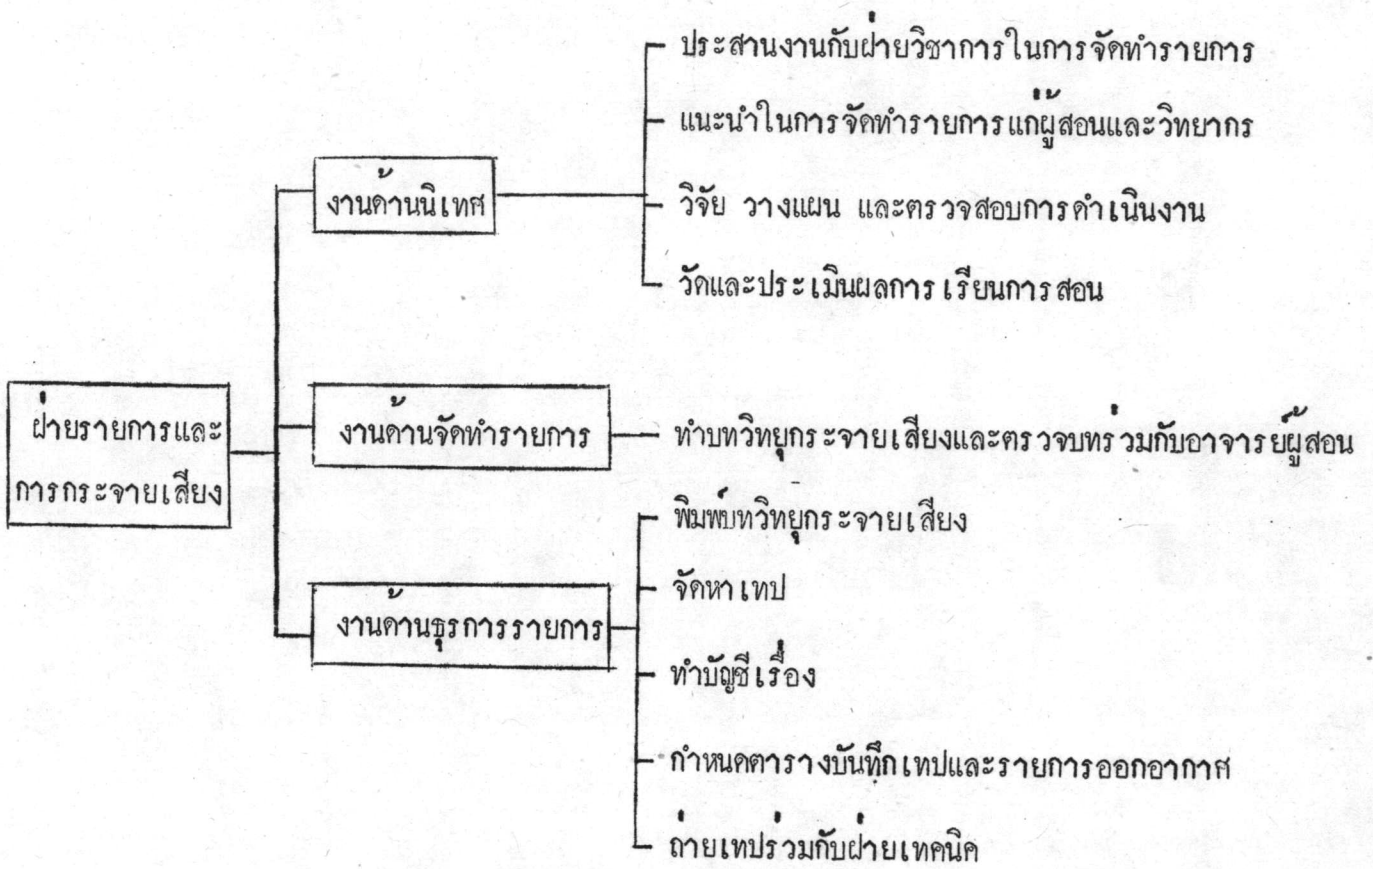 ประสานงานกับฝ่ายวิชาการในการจัดทำรายการ
แนะนำในการจัดทำรายการแก่ผู้สอนและวิทยากร
งานด้านนิเทศ
วิจัย วางแผน และตรวจสอบการดำเนินงาน
วัดและประเมินผลการเรียนการสอน
ฝ่ายรายการและ
การกระจายเสียง
งานด้านจัดทำรายการ
ทำบทวิทยุกระจายเสียงและตรวจบทร่วมกับอาจารย์ผู้สอน
พิมพ์บทวิทยุกระจายเสียง
จัดหาเทป
งานด้านธุรการรายการ
ทำบัญชีเรื่อง
กำหนดตารางบันทึกเทปและรายการออกอากาศ
ถ่ายเทปร่วมกับฝ่ายเทคนิค